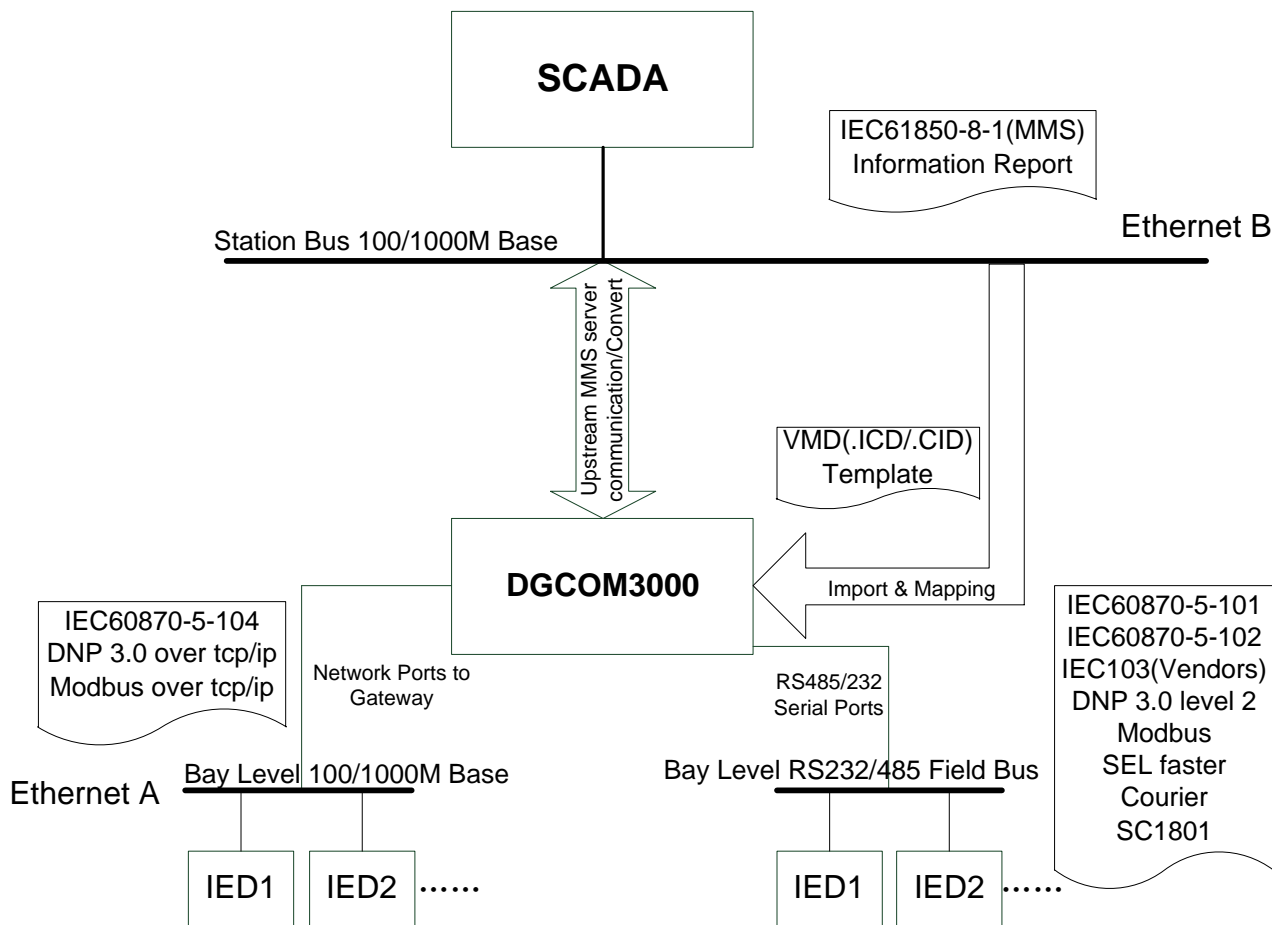 SCADA
IEC61850-8-1(MMS)
Information Report
Ethernet B
Station Bus 100/1000M Base
Upstream MMS server
communication/Convert
VMD(.ICD/.CID)
Template
DGCOM3000
Import & Mapping
IEC60870-5-104
DNP 3.0 over tcp/ip
Modbus over tcp/ip
Network Ports to
Gateway
RS485/232
Serial Ports
IEC60870-5-101
IEC60870-5-102
IEC103(Vendors)
DNP 3.0 level 2
Modbus
SEL faster
Courier
SC1801
Ethernet A
Bay Level 100/1000M Base
Bay Level RS232/485 Field Bus
IED1
IED2
......
IED1
IED2
......